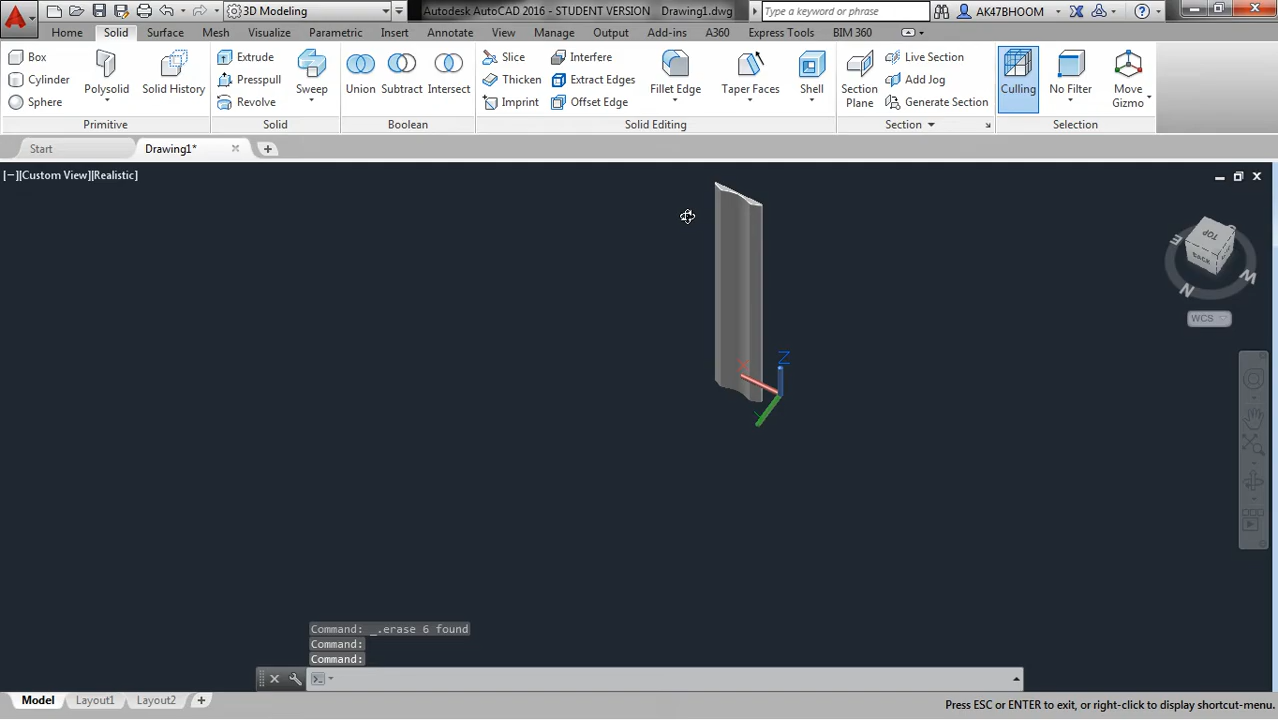 3D Modeling
Autodesk AutoCAD 2016 - STUDENT VERSION Drawing1.dwg
Type a keyword or phrase
AK47BHOOM
Home Solid Surface Mesh Visualize Parametric Insert Annotate View Manage Output Add-ins A360 Express Tools BIM 360
Box
Cylinder
Sphere
Polysolid
Solid History
Primitive
Extrude
Presspull
Revolve
Sweep
Solid
Union
Subtract
Intersect
Boolean
Slice
Thicken
Imprint
Interfere
Extract Edges
Offset Edge
Fillet Edge
Taper Faces
Shell
Solid Editing
Section Plane
Live Section
Add Jog
Generate Section
Section
Culling
No Filter
Move Gizmo
Selection
Start
Drawing1*
[−][Custom View][Realistic]
TOP
BACK
E
W
N
WCS
X
Z
Y
Command: _.erase 6 found
Command:
Command:
Model Layout1 Layout2
Press ESC or ENTER to exit, or right-click to display shortcut-menu.